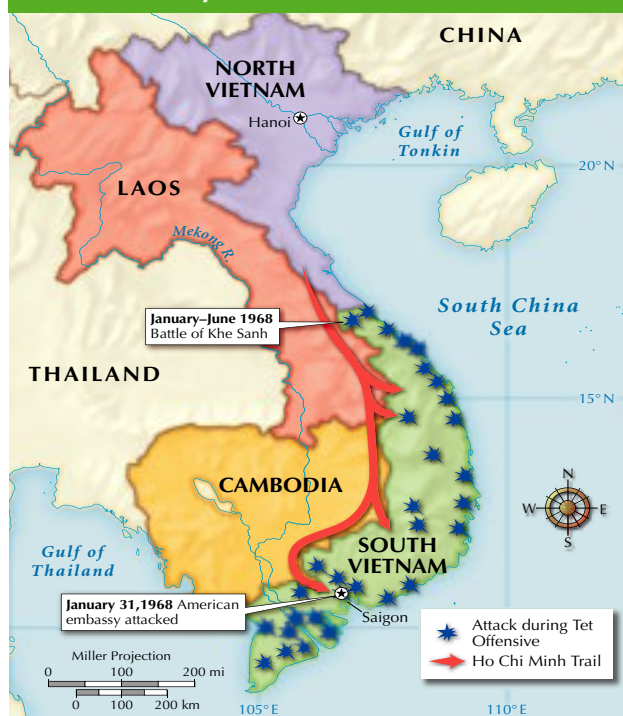 CHINA
NORTH
VIETNAM
Hanoi
Gulf of
Tonkin
20°N
LAOS
Mekong R.
January–June 1968
Battle of Khe Sanh
South China
Sea
THAILAND
15°N
CAMBODIA
N
W
E
S
Gulf of
Thailand
SOUTH
VIETNAM
January 31,1968 American
embassy attacked
Saigon
Attack during Tet
Offensive
Ho Chi Minh Trail
Miller Projection
0 100 200 mi
0 100 200 km
105°E
110°E